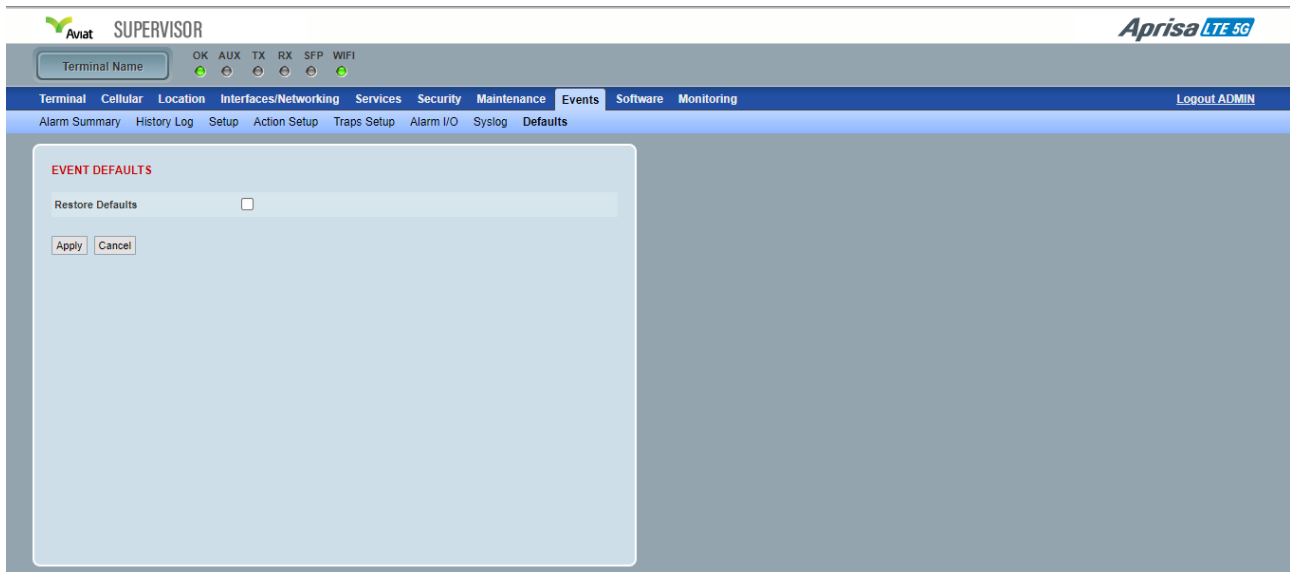 Aviat SUPERVISOR Aprisa LTE 5G
Terminal Name OK AUX TX RX SFP WIFI
Terminal Cellular Location Interfaces/Networking Services Security Maintenance Events Software Monitoring Logout ADMIN
Alarm Summary History Log Setup Action Setup Traps Setup Alarm I/O Syslog Defaults
EVENT DEFAULTS
Restore Defaults
Apply Cancel